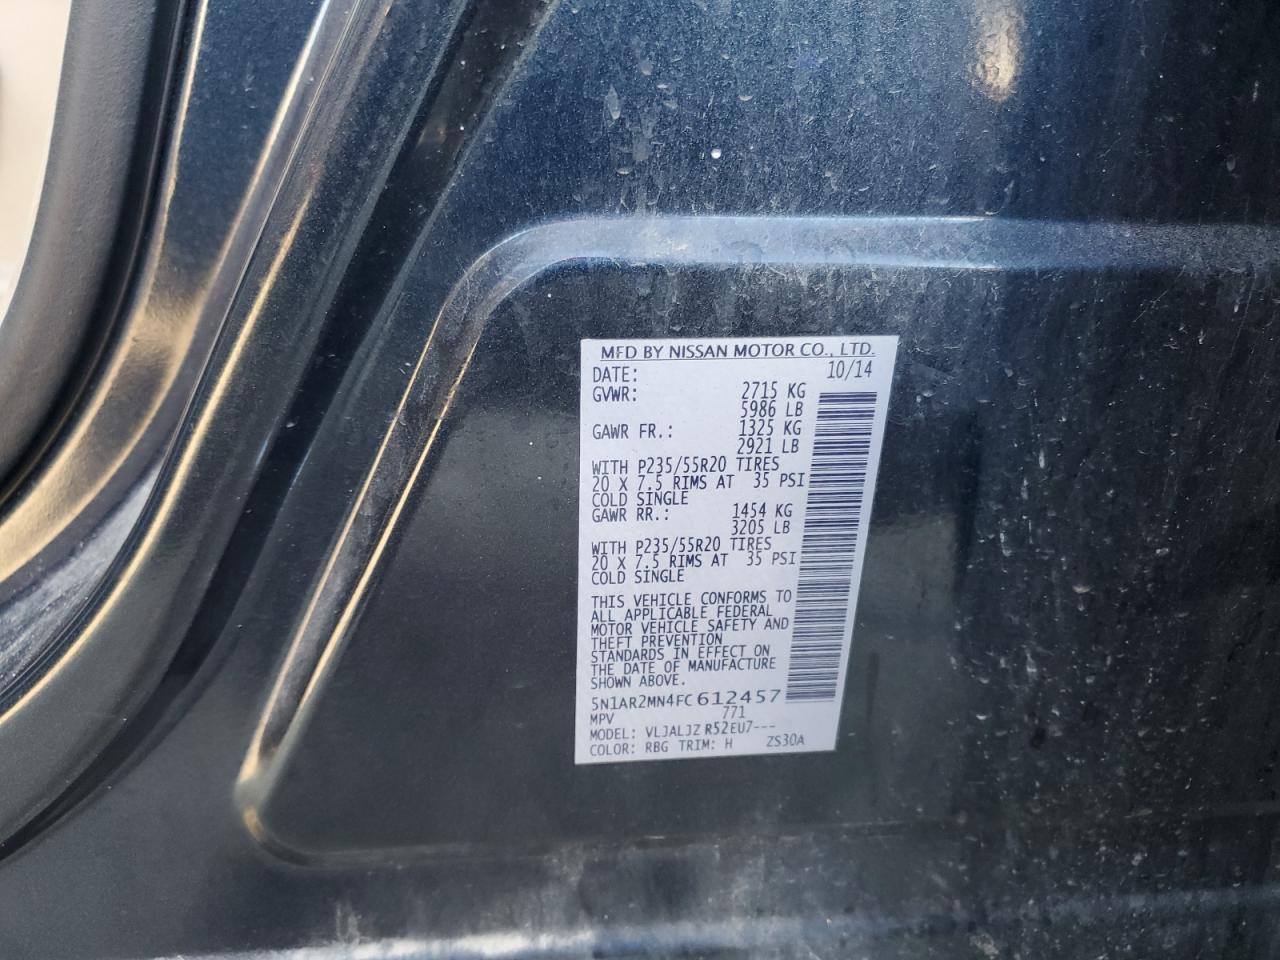 MFD BY NISSAN MOTOR CO., LTD.
DATE: 10/14
GVWR: 2715 KG
5986 LB
GAWR FR.: 1325 KG
2921 LB
WITH P235/55R20 TIRES
20 X 7.5 RIMS AT 35 PSI
COLD SINGLE
GAWR RR.: 1454 KG
3205 LB
WITH P235/55R20 TIRES
20 X 7.5 RIMS AT 35 PSI
COLD SINGLE
THIS VEHICLE CONFORMS TO
ALL APPLICABLE FEDERAL
MOTOR VEHICLE SAFETY AND
THEFT PREVENTION
STANDARDS IN EFFECT ON
THE DATE OF MANUFACTURE
SHOWN ABOVE.
5N1AR2MN4FC612457
MPV 771
MODEL: VLJALJZ R52EU7---
COLOR: RBG TRIM: H ZS30A